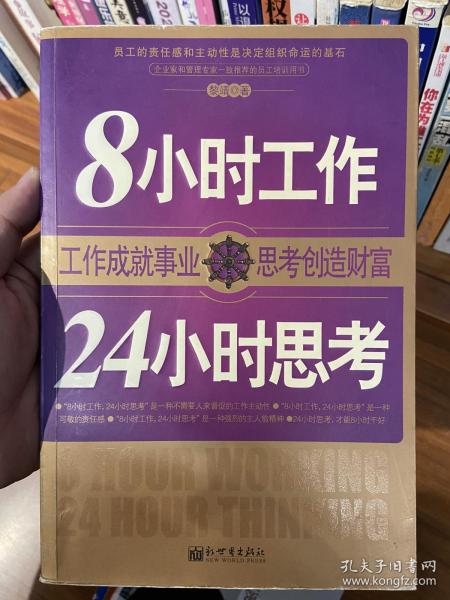 员工的责任感和主动性是决定组织命运的基石
企业家和管理专家一致推荐的员工培训用书
8小时工作
工作成就事业 思考创造财富
24小时思考
●“8小时工作，24小时思考”是一种不需要人来督促的工作主动性 ●“8小时工作，24小时思考”是一种
可敬的责任感 ●“8小时工作，24小时思考”是一种强烈的主人翁精神 ●24小时思考，才能8小时干好
8 HOUR WORKING
24 HOUR THINKING
新世界出版社
NEW WORLD PRESS
你在为谁
孔夫子旧书网
www.kongfz.com